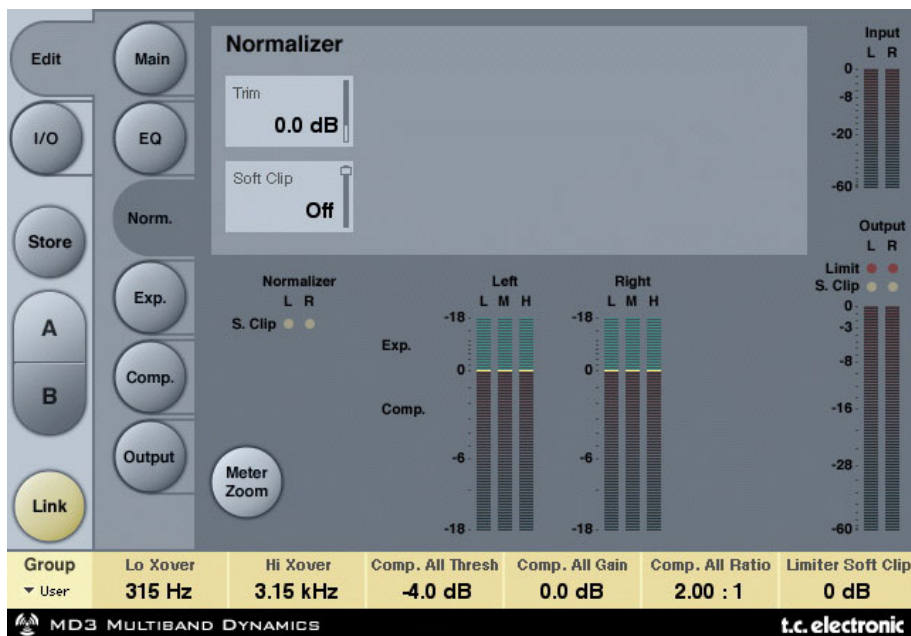 Edit
I/O
Store
A
B
Link
Main
EQ
Norm.
Exp.
Comp.
Output
Normalizer
Trim
0.0 dB
Soft Clip
Off
Normalizer
L R
S. Clip
Meter
Zoom
Exp.
Comp.
Left
L M H
-18
0
-6
-18
Right
L M H
-18
0
-6
-18
Input
L R
0
-8
-20
-60
Output
L R
Limit
S. Clip
0
-3
-8
-16
-28
-60
Group
User
Lo Xover
315 Hz
Hi Xover
3.15 kHz
Comp. All Thresh
-4.0 dB
Comp. All Gain
0.0 dB
Comp. All Ratio
2.00 : 1
Limiter Soft Clip
0 dB
MD3 MULTIBAND DYNAMICS
t.c. electronic